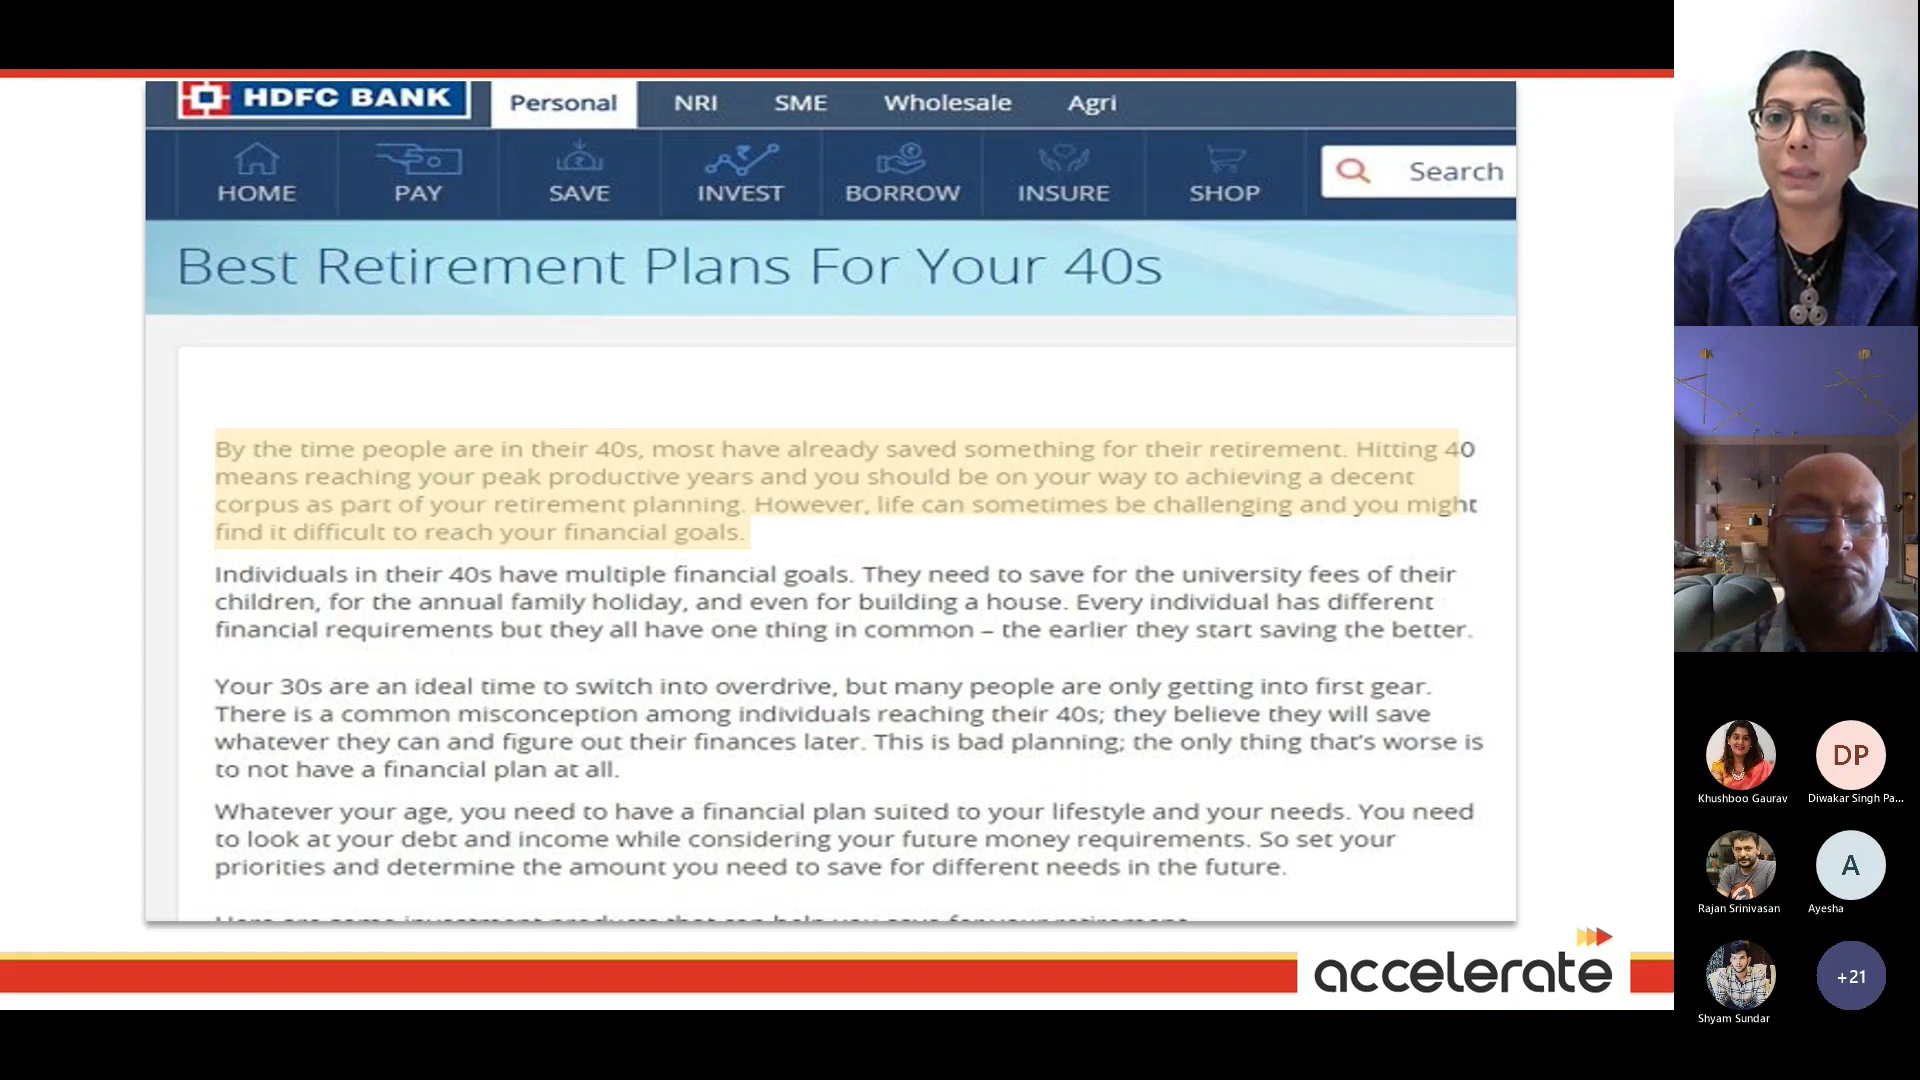 HDFC BANK
Personal
NRI
SME
Wholesale
Agri
HOME
PAY
SAVE
INVEST
BORROW
INSURE
SHOP
Search
Best Retirement Plans For Your 40s
By the time people are in their 40s, most have already saved something for their retirement. Hitting 40
means reaching your peak productive years and you should be on your way to achieving a decent
corpus as part of your retirement planning. However, life can sometimes be challenging and you might
find it difficult to reach your financial goals.
Individuals in their 40s have multiple financial goals. They need to save for the university fees of their
children, for the annual family holiday, and even for building a house. Every individual has different
financial requirements but they all have one thing in common – the earlier they start saving the better.
Your 30s are an ideal time to switch into overdrive, but many people are only getting into first gear.
There is a common misconception among individuals reaching their 40s; they believe they will save
whatever they can and figure out their finances later. This is bad planning; the only thing that's worse is
to not have a financial plan at all.
Whatever your age, you need to have a financial plan suited to your lifestyle and your needs. You need
to look at your debt and income while considering your future money requirements. So set your
priorities and determine the amount you need to save for different needs in the future.
Here are some investment products that can help you save for your retirement
accelerate
Khushboo Gaurav
DP
Diwakar Singh Pa...
Rajan Srinivasan
A
Ayesha
Shyam Sundar
+21